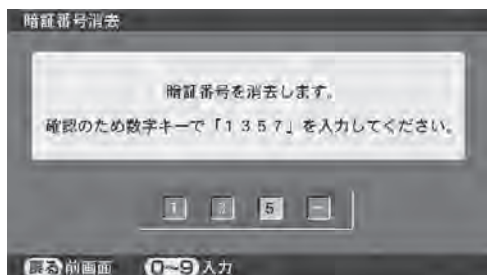 暗証番号消去
暗証番号を消去します。
確認のため数字キーで「1357」を入力してください。
1 3 5 −
戻る 前画面 0~9 入力